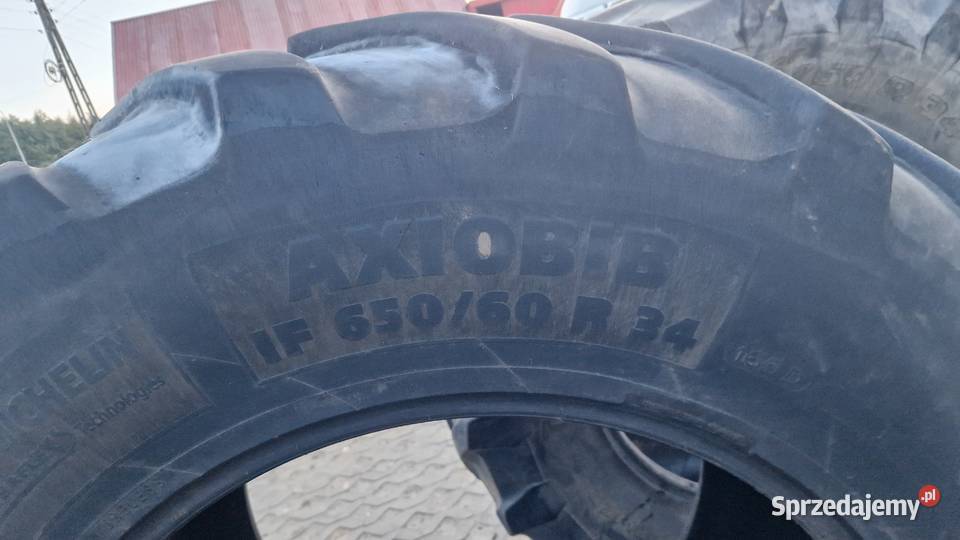 AXIOBIB
IF 650/60 R 34
MICHELIN
Technologies
Sprzedajemy.pl